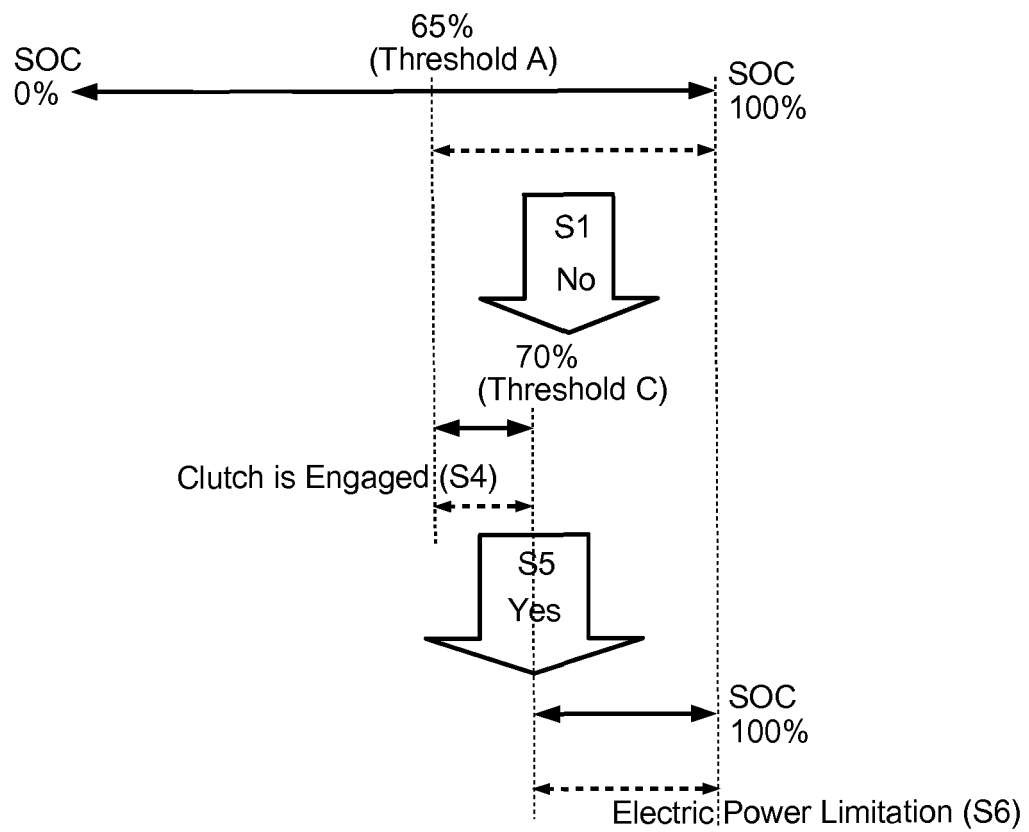 65%
(Threshold A)
SOC
0%
SOC
100%
S1
No
70%
(Threshold C)
Clutch is Engaged (S4)
S5
Yes
SOC
100%
Electric Power Limitation (S6)